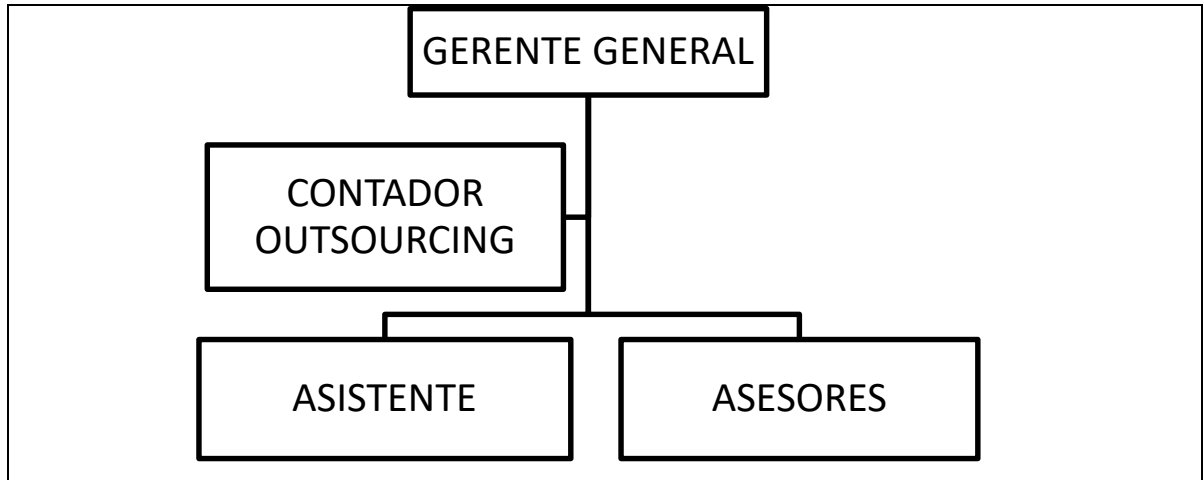 GERENTE GENERAL
CONTADOR
OUTSOURCING
ASISTENTE
ASESORES